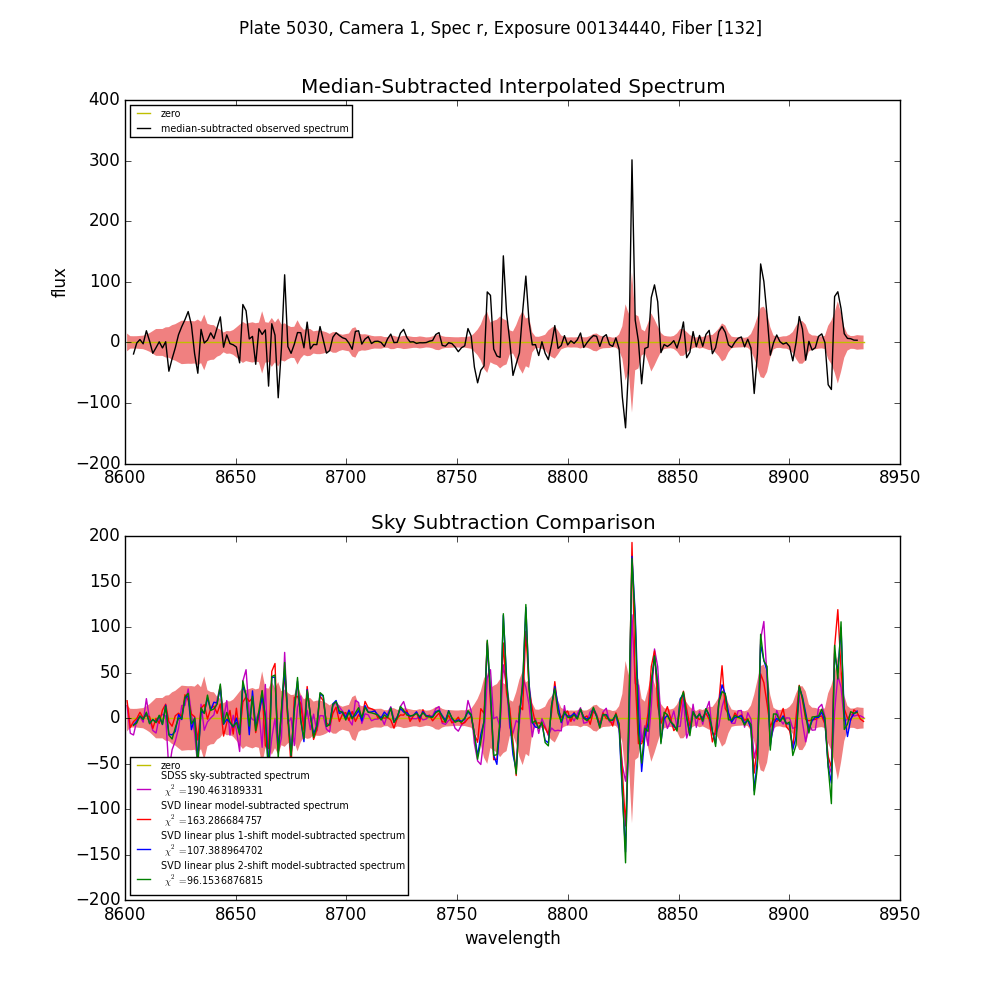 Plate 5030, Camera 1, Spec r, Exposure 00134440, Fiber [132]
Median-Subtracted Interpolated Spectrum
400
300
200
100
0
−100
−200
flux
zero
median-subtracted observed spectrum
8600 8650 8700 8750 8800 8850 8900 8950
Sky Subtraction Comparison
200
150
100
50
0
−50
−100
−150
−200
zero
SDSS sky-subtracted spectrum
χ² =190.463189331
SVD linear model-subtracted spectrum
χ² =163.286684757
SVD linear plus 1-shift model-subtracted spectrum
χ² =107.388964702
SVD linear plus 2-shift model-subtracted spectrum
χ² =96.1536876815
8600 8650 8700 8750 8800 8850 8900 8950
wavelength